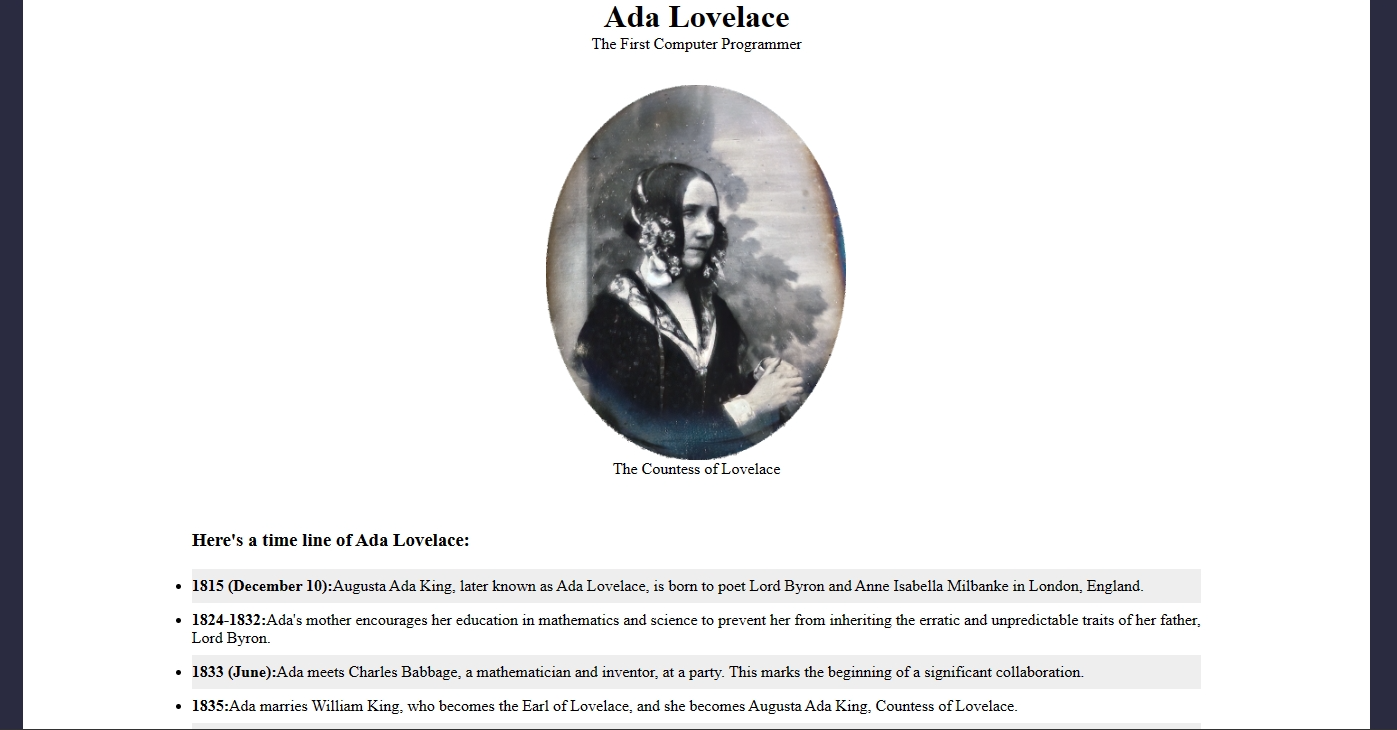 Ada Lovelace
The First Computer Programmer
The Countess of Lovelace
Here's a time line of Ada Lovelace:
1815 (December 10):Augusta Ada King, later known as Ada Lovelace, is born to poet Lord Byron and Anne Isabella Milbanke in London, England.
1824-1832:Ada's mother encourages her education in mathematics and science to prevent her from inheriting the erratic and unpredictable traits of her father,
Lord Byron.
1833 (June):Ada meets Charles Babbage, a mathematician and inventor, at a party. This marks the beginning of a significant collaboration.
1835:Ada marries William King, who becomes the Earl of Lovelace, and she becomes Augusta Ada King, Countess of Lovelace.